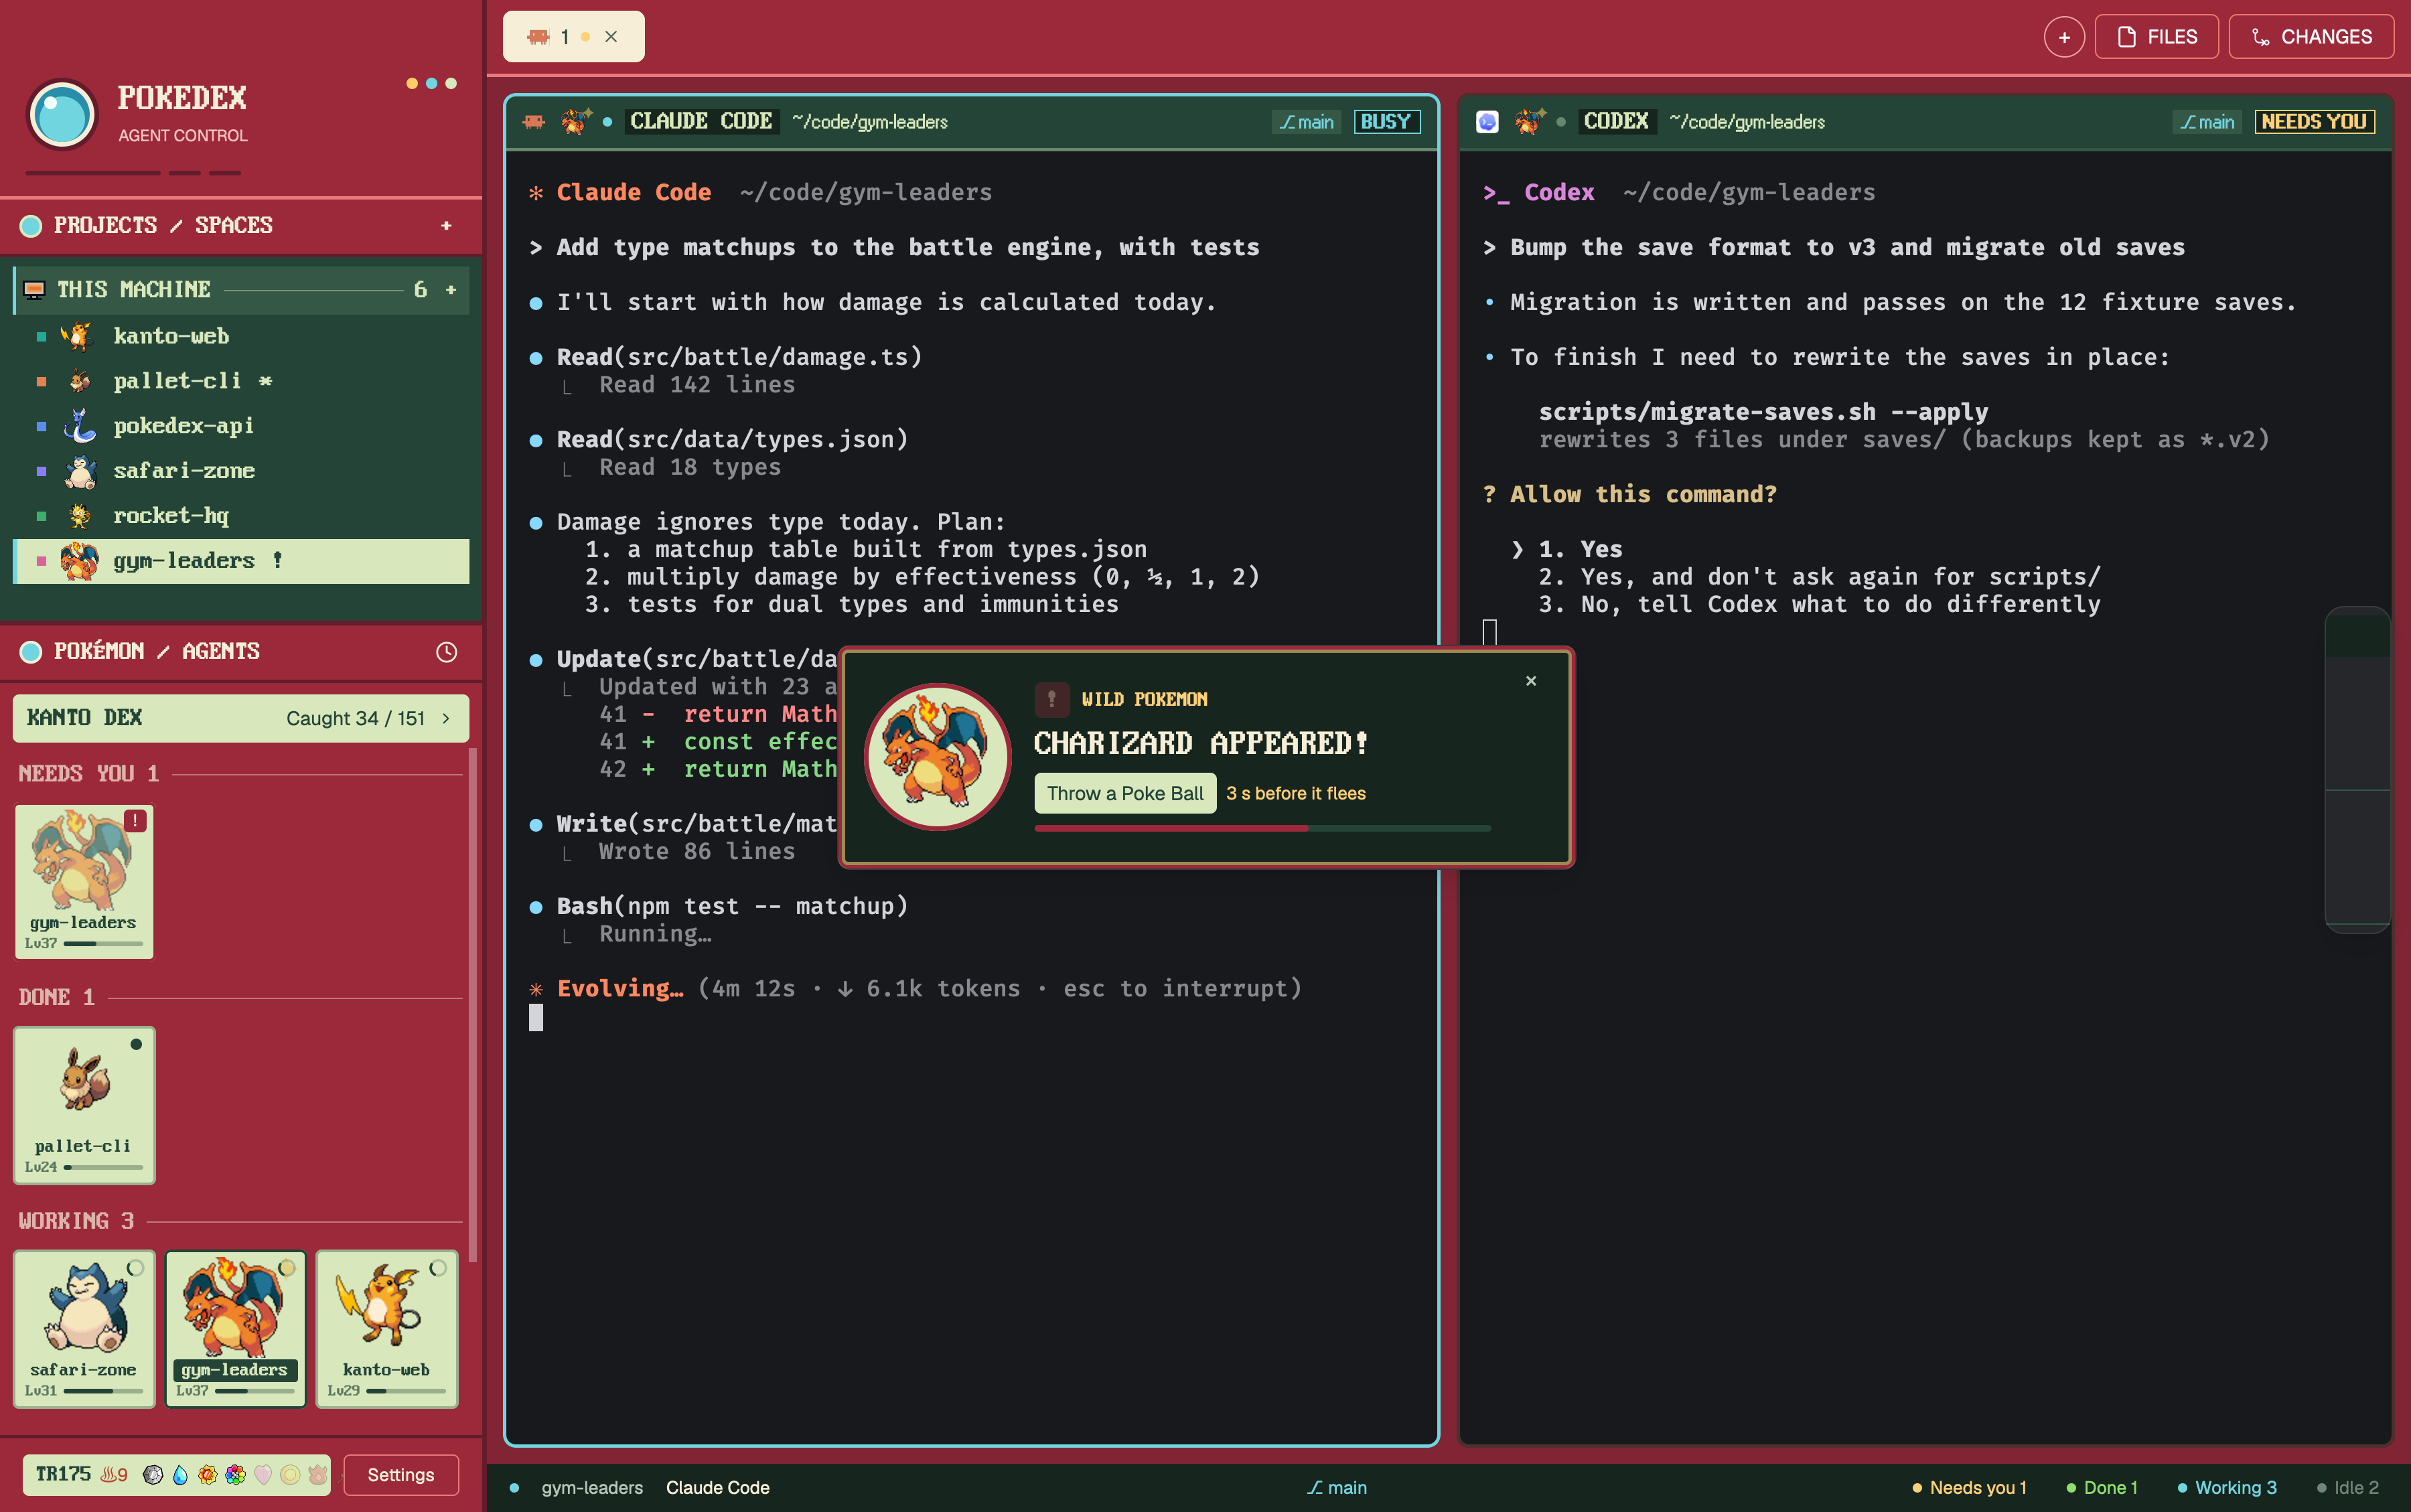 POKEDEX
AGENT CONTROL
PROJECTS / SPACES +
THIS MACHINE 6 +
kanto-web
pallet-cli *
pokedex-api
safari-zone
rocket-hq
gym-leaders !
POKÉMON / AGENTS
KANTO DEX Caught 34 / 151 >
NEEDS YOU 1
!
gym-leaders
Lv37
DONE 1
pallet-cli
Lv24
WORKING 3
safari-zone
Lv31
gym-leaders
Lv37
kanto-web
Lv29
TR175 9
Settings
1 ×
+
FILES
CHANGES
CLAUDE CODE ~/code/gym-leaders main BUSY
* Claude Code ~/code/gym-leaders
> Add type matchups to the battle engine, with tests
● I'll start with how damage is calculated today.
● Read(src/battle/damage.ts)
└ Read 142 lines
● Read(src/data/types.json)
└ Read 18 types
● Damage ignores type today. Plan:
1. a matchup table built from types.json
2. multiply damage by effectiveness (0, ½, 1, 2)
3. tests for dual types and immunities
● Update(src/battle/da
└ Updated with 23 a
41 - return Math
41 + const effec
42 + return Math
● Write(src/battle/mat
└ Wrote 86 lines
● Bash(npm test -- matchup)
└ Running…
✳ Evolving… (4m 12s · ↓ 6.1k tokens · esc to interrupt)
CODEX ~/code/gym-leaders main NEEDS YOU
>_ Codex ~/code/gym-leaders
> Bump the save format to v3 and migrate old saves
• Migration is written and passes on the 12 fixture saves.
• To finish I need to rewrite the saves in place:
scripts/migrate-saves.sh --apply
rewrites 3 files under saves/ (backups kept as *.v2)
? Allow this command?
❯ 1. Yes
2. Yes, and don't ask again for scripts/
3. No, tell Codex what to do differently
! WILD POKEMON ×
CHARIZARD APPEARED!
Throw a Poke Ball 3 s before it flees
gym-leaders Claude Code main Needs you 1 Done 1 Working 3 Idle 2